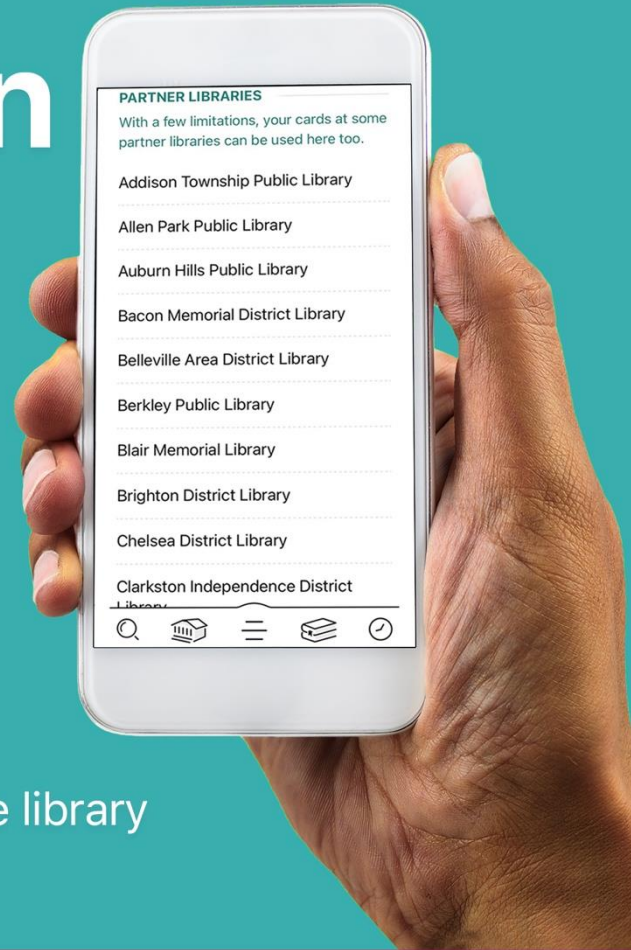 n
PARTNER LIBRARIES
With a few limitations, your cards at some
partner libraries can be used here too.
Addison Township Public Library
Allen Park Public Library
Auburn Hills Public Library
Bacon Memorial District Library
Belleville Area District Library
Berkley Public Library
Blair Memorial Library
Brighton District Library
Chelsea District Library
Clarkston Independence District
Library
e library